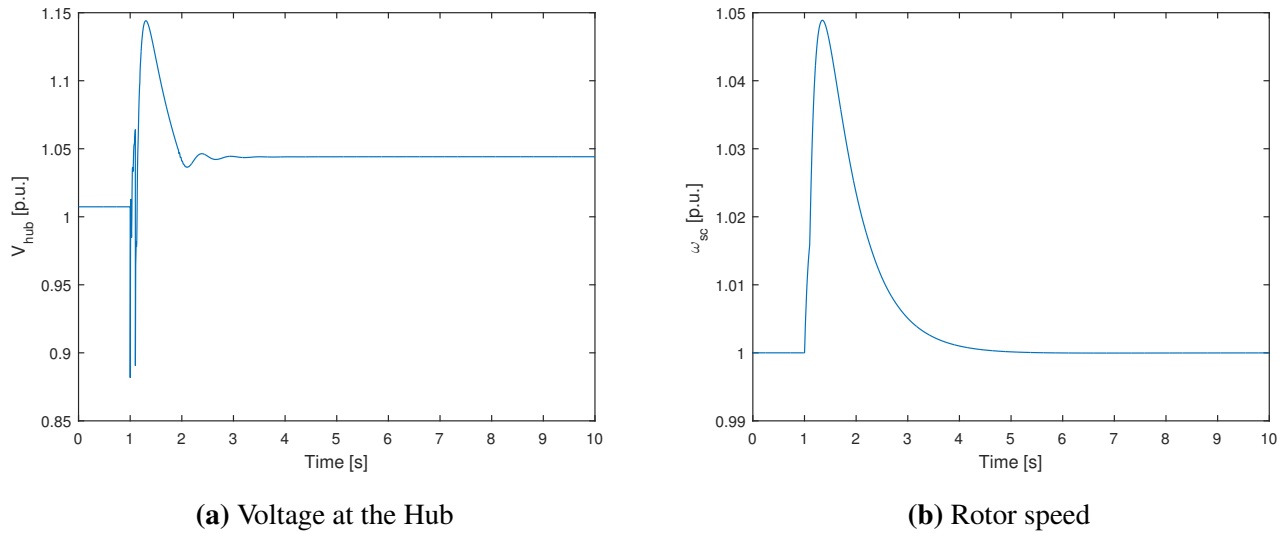 1.15
1.1
1.05
1
0.95
0.9
0.85
V_hub [p.u.]
0 1 2 3 4 5 6 7 8 9 10
Time [s]
(a) Voltage at the Hub
1.05
1.04
1.03
1.02
1.01
1
0.99
ω_sc [p.u.]
0 1 2 3 4 5 6 7 8 9 10
Time [s]
(b) Rotor speed